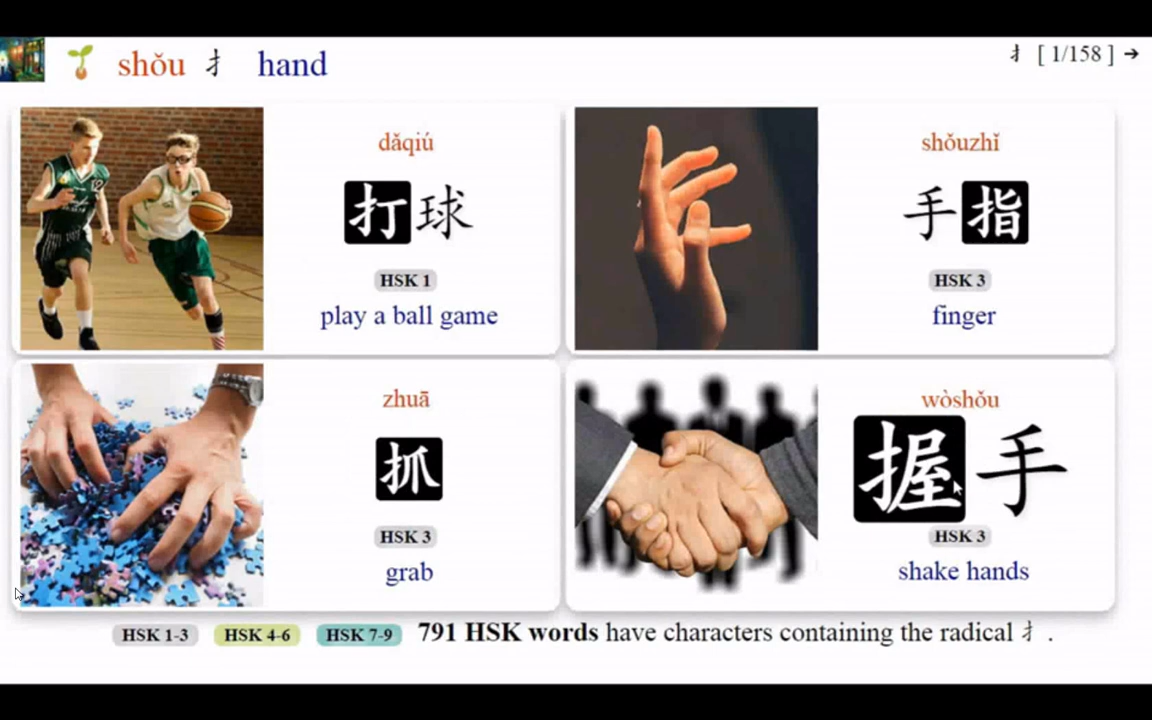 shǒu 扌 hand
扌 [ 1/158 ] ➔
dǎqiú
打球
HSK 1
play a ball game
shǒuzhǐ
手指
HSK 3
finger
zhuā
抓
HSK 3
grab
wòshǒu
握手
HSK 3
shake hands
HSK 1-3 HSK 4-6 HSK 7-9 791 HSK words have characters containing the radical 扌.